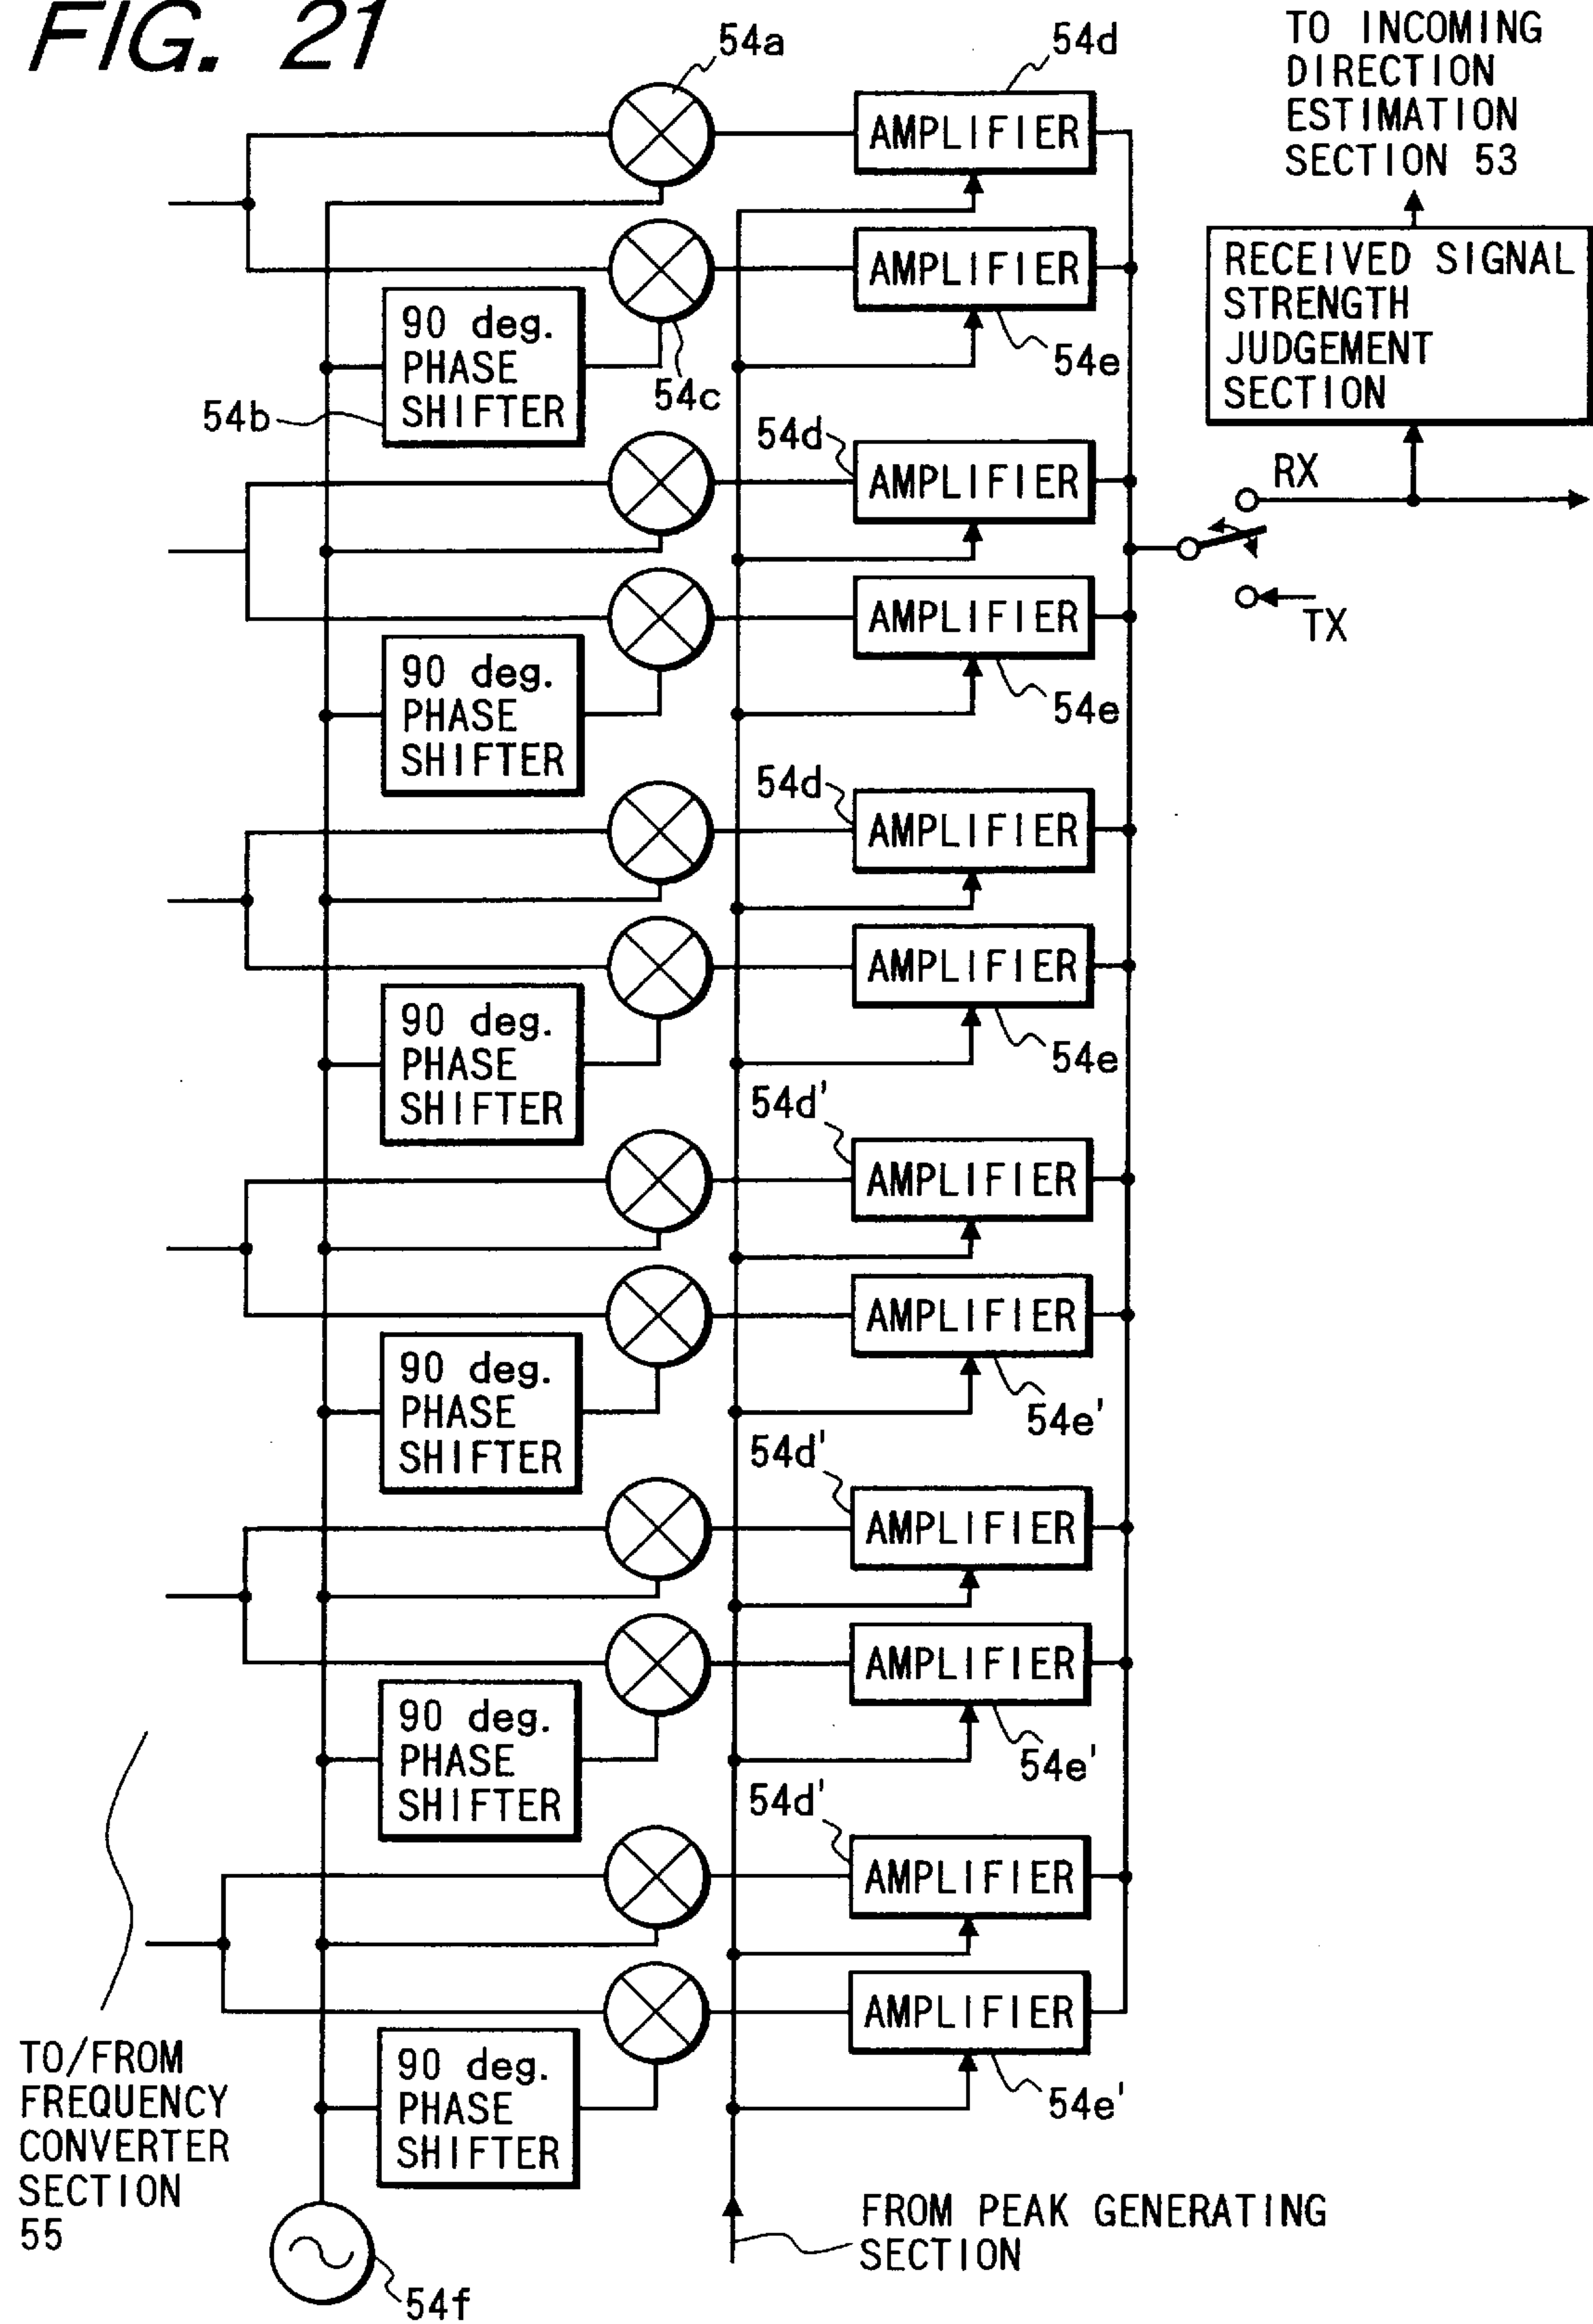 FIG. 21
54a
54d
TO INCOMING
DIRECTION
ESTIMATION
SECTION 53
AMPLIFIER
AMPLIFIER
RECEIVED SIGNAL
STRENGTH
JUDGEMENT
SECTION
90 deg.
PHASE
SHIFTER
54b
54c
54e
54d
AMPLIFIER
RX
TX
AMPLIFIER
90 deg.
PHASE
SHIFTER
54e
54d
AMPLIFIER
AMPLIFIER
90 deg.
PHASE
SHIFTER
54e
54d'
AMPLIFIER
AMPLIFIER
90 deg.
PHASE
SHIFTER
54e'
54d'
AMPLIFIER
AMPLIFIER
90 deg.
PHASE
SHIFTER
54e'
54d'
AMPLIFIER
AMPLIFIER
90 deg.
PHASE
SHIFTER
54e'
TO/FROM
FREQUENCY
CONVERTER
SECTION
55
54f
FROM PEAK GENERATING
SECTION